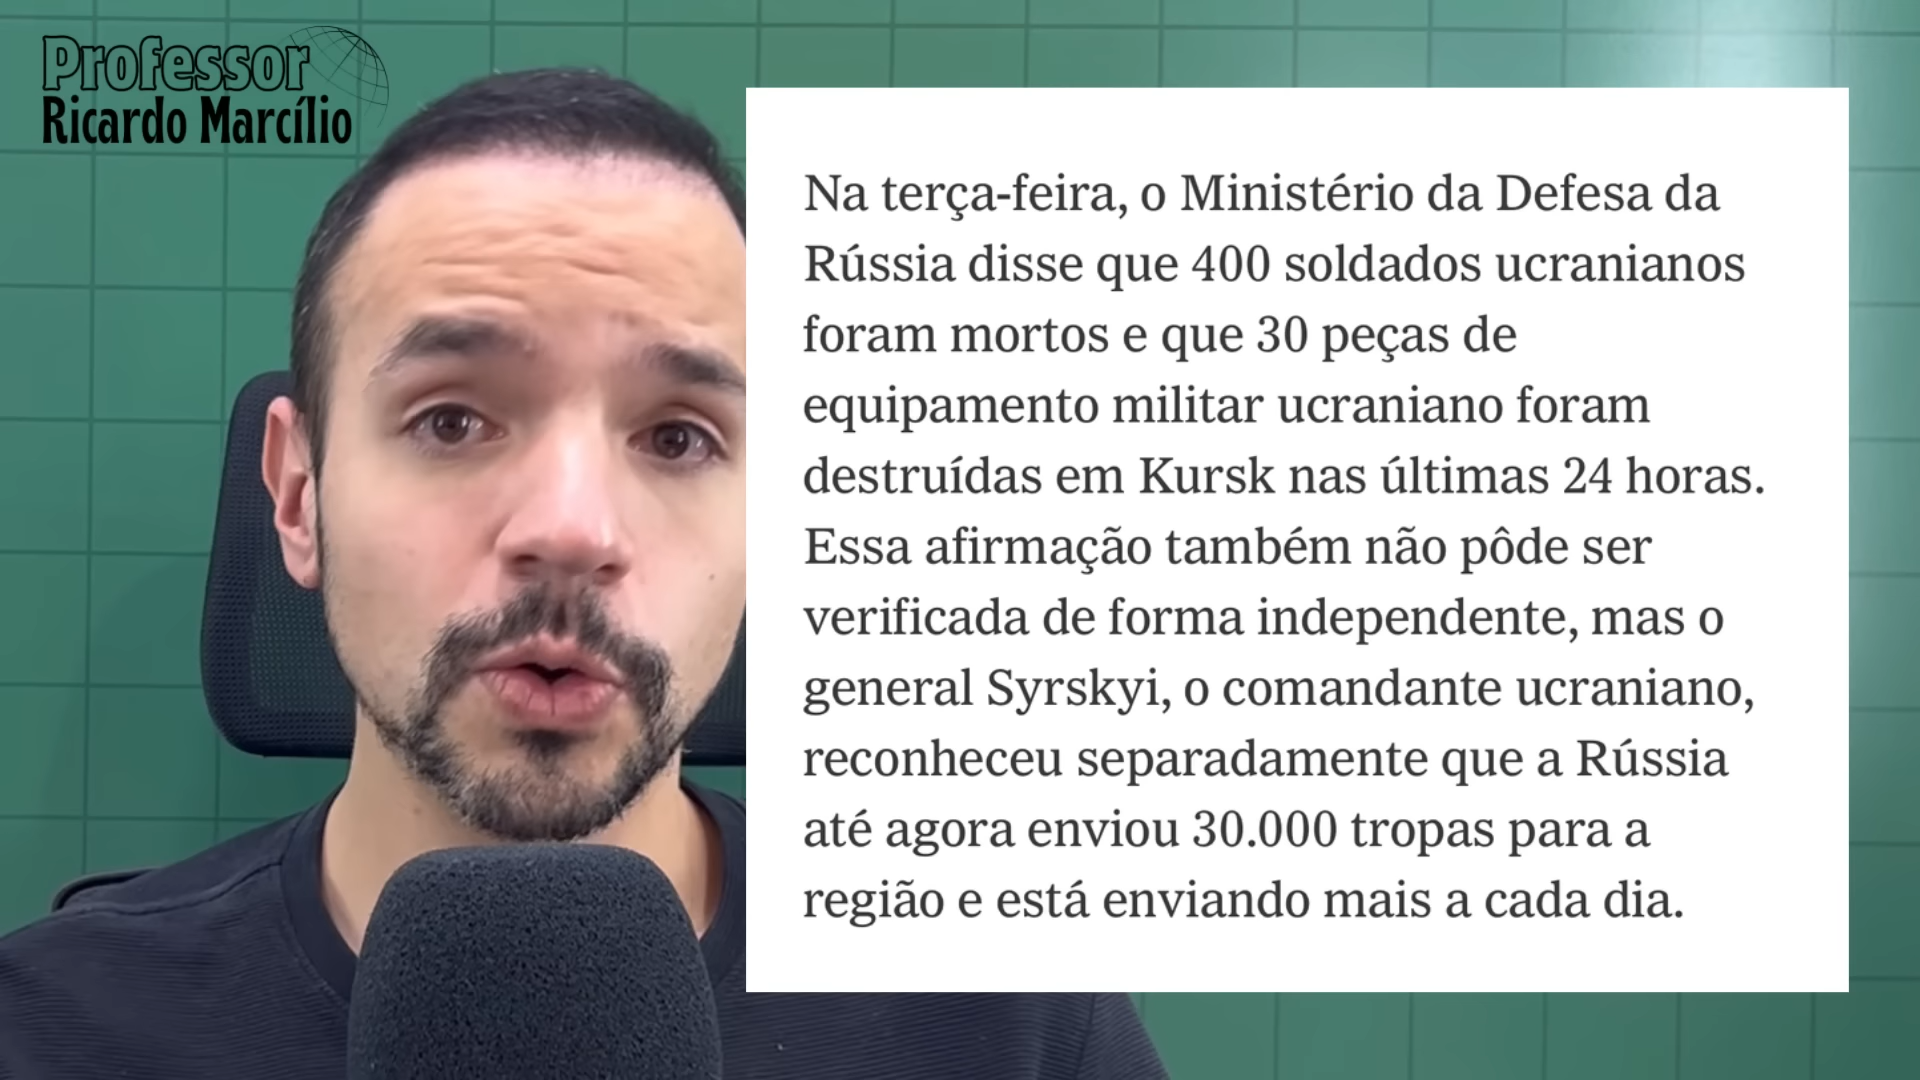 Professor
Ricardo Marcílio
Na terça-feira, o Ministério da Defesa da
Rússia disse que 400 soldados ucranianos
foram mortos e que 30 peças de
equipamento militar ucraniano foram
destruídas em Kursk nas últimas 24 horas.
Essa afirmação também não pôde ser
verificada de forma independente, mas o
general Syrskyi, o comandante ucraniano,
reconheceu separadamente que a Rússia
até agora enviou 30.000 tropas para a
região e está enviando mais a cada dia.